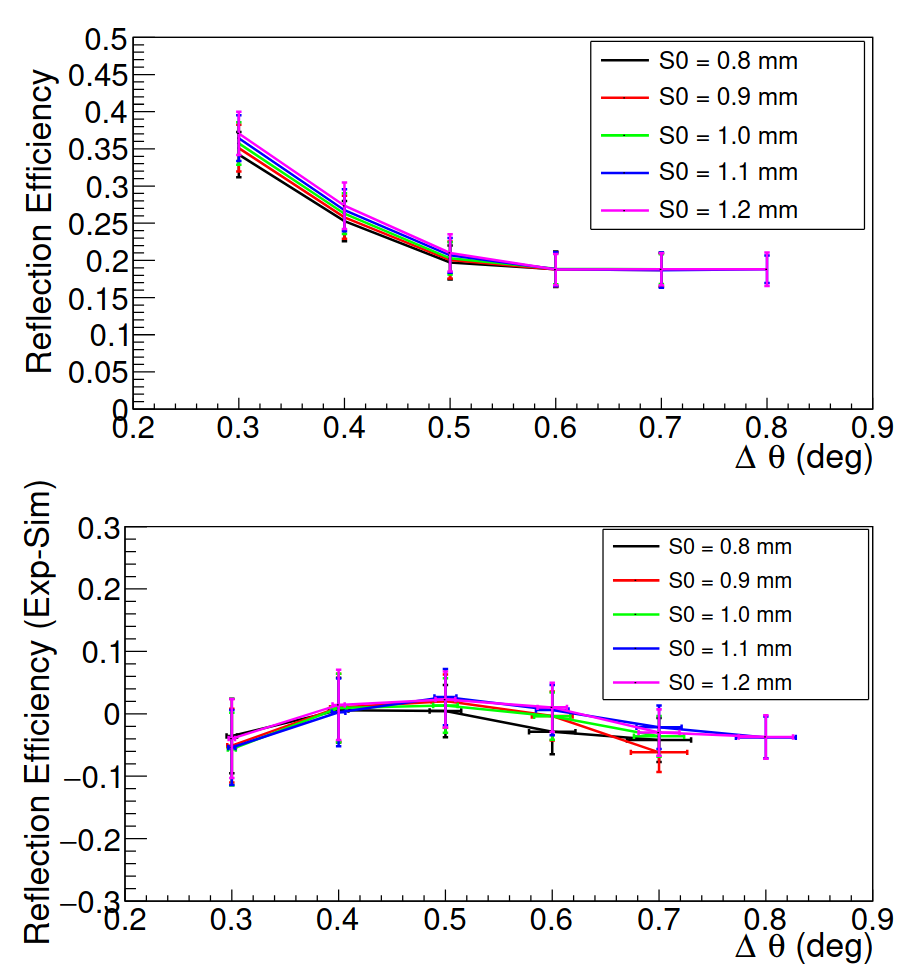 Reflection Efficiency
0.5
0.45
0.4
0.35
0.3
0.25
0.2
0.15
0.1
0.05
0
S0 = 0.8 mm
S0 = 0.9 mm
S0 = 1.0 mm
S0 = 1.1 mm
S0 = 1.2 mm
0.2 0.3 0.4 0.5 0.6 0.7 0.8 0.9
Δ θ (deg)
Reflection Efficiency (Exp-Sim)
0.3
0.2
0.1
0
−0.1
−0.2
−0.3
S0 = 0.8 mm
S0 = 0.9 mm
S0 = 1.0 mm
S0 = 1.1 mm
S0 = 1.2 mm
0.2 0.3 0.4 0.5 0.6 0.7 0.8 0.9
Δ θ (deg)